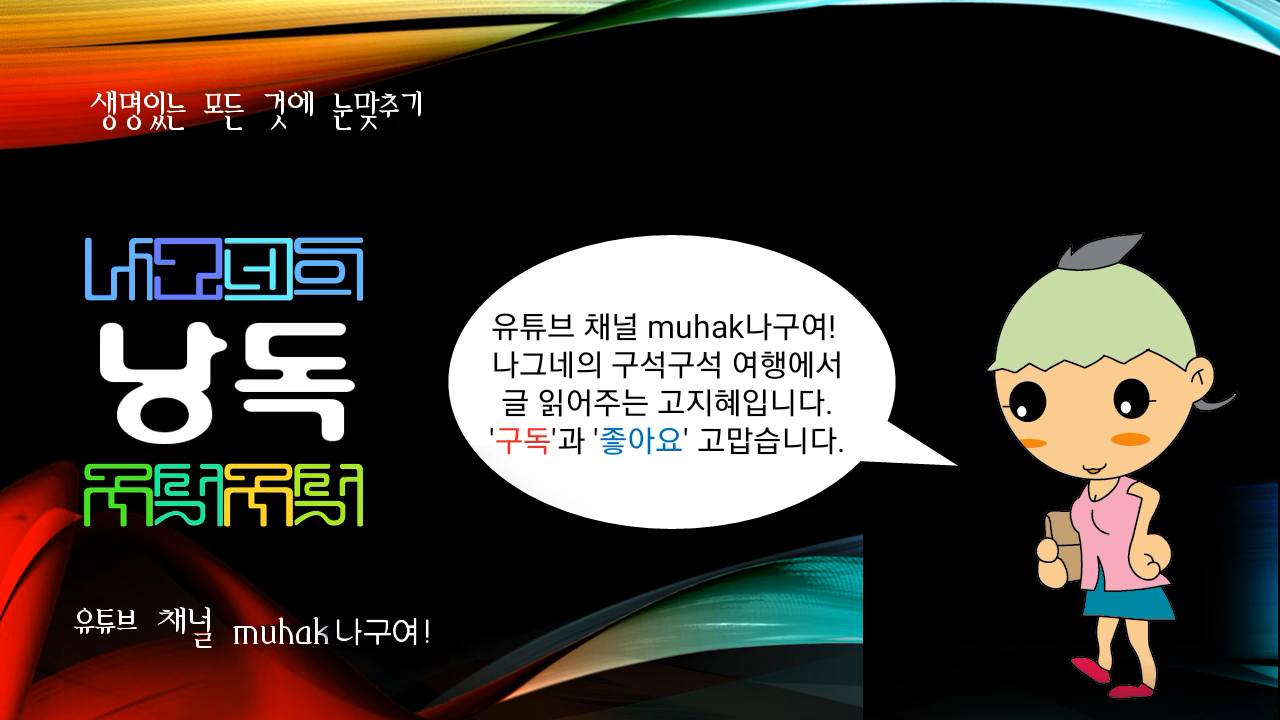 생명있는 모든 것에 눈맞추기
나그네의
낭독
구석구석
유튜브 채널 muhak나구여!
나그네의 구석구석 여행에서
글 읽어주는 고지혜입니다.
'구독'과 '좋아요' 고맙습니다.
유튜브 채널 muhak나구여!